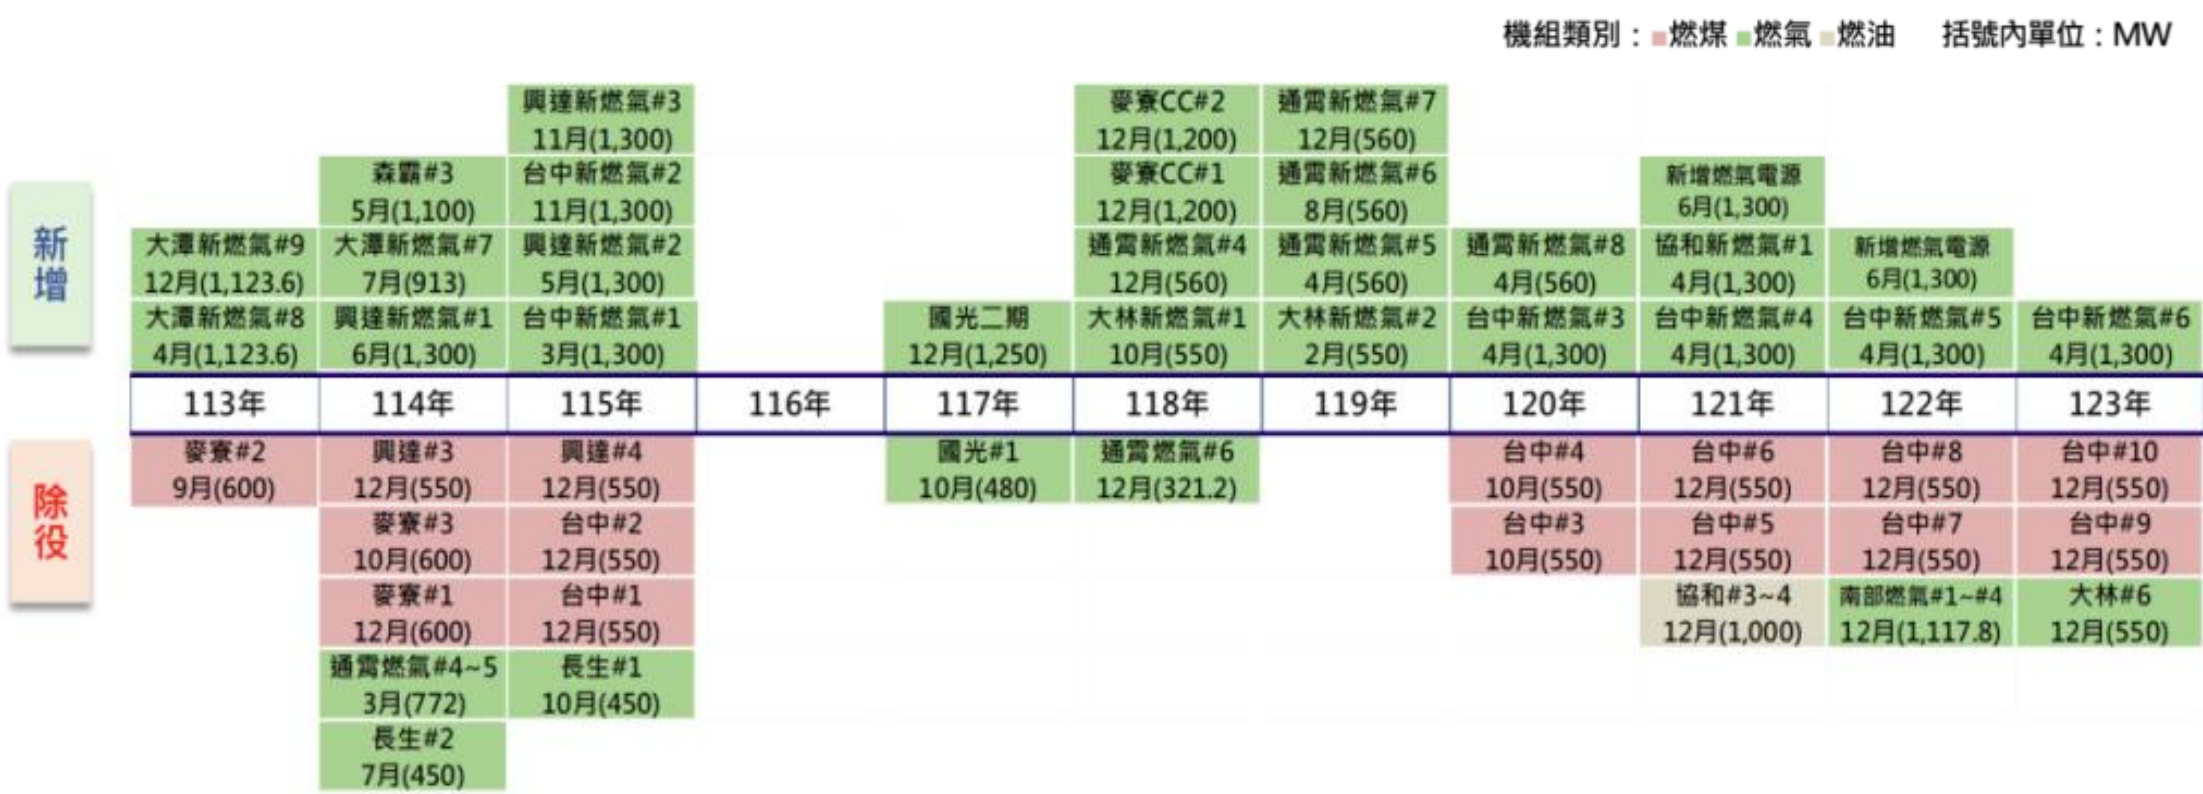 機組類別：燃煤 燃氣 燃油 括號內單位：MW
新增
興達新燃氣#3
11月(1,300)
麥寮CC#2
12月(1,200)
通霄新燃氣#7
12月(560)
森霸#3
5月(1,100)
台中新燃氣#2
11月(1,300)
麥寮CC#1
12月(1,200)
通霄新燃氣#6
8月(560)
新增燃氣電源
6月(1,300)
大潭新燃氣#9
12月(1,123.6)
大潭新燃氣#7
7月(913)
興達新燃氣#2
5月(1,300)
通霄新燃氣#4
12月(560)
通霄新燃氣#5
4月(560)
通霄新燃氣#8
4月(560)
協和新燃氣#1
4月(1,300)
新增燃氣電源
6月(1,300)
大潭新燃氣#8
4月(1,123.6)
興達新燃氣#1
6月(1,300)
台中新燃氣#1
3月(1,300)
國光二期
12月(1,250)
大林新燃氣#1
10月(550)
大林新燃氣#2
2月(550)
台中新燃氣#3
4月(1,300)
台中新燃氣#4
4月(1,300)
台中新燃氣#5
4月(1,300)
台中新燃氣#6
4月(1,300)
113年 114年 115年 116年 117年 118年 119年 120年 121年 122年 123年
除役
麥寮#2
9月(600)
興達#3
12月(550)
興達#4
12月(550)
國光#1
10月(480)
通霄燃氣#6
12月(321.2)
台中#4
10月(550)
台中#6
12月(550)
台中#8
12月(550)
台中#10
12月(550)
麥寮#3
10月(600)
台中#2
12月(550)
台中#3
10月(550)
台中#5
12月(550)
台中#7
12月(550)
台中#9
12月(550)
麥寮#1
12月(600)
台中#1
12月(550)
協和#3~4
12月(1,000)
南部燃氣#1~#4
12月(1,117.8)
大林#6
12月(550)
通霄燃氣#4~5
3月(772)
長生#1
10月(450)
長生#2
7月(450)